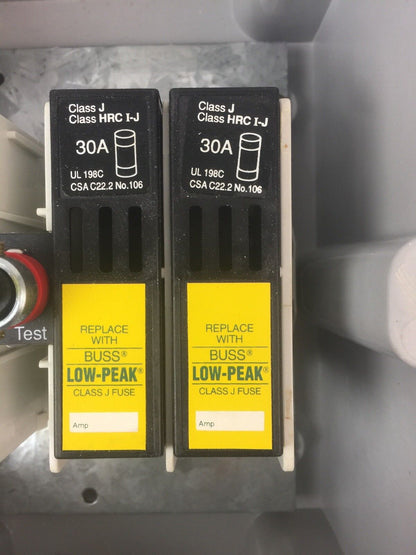 Class J
Class HRC I-J
30A
UL 198C
CSA C22.2 No.106
REPLACE
WITH
BUSS®
LOW-PEAK®
CLASS J FUSE
Amp
Class J
Class HRC I-J
30A
UL 198C
CSA C22.2 No.106
REPLACE
WITH
BUSS®
LOW-PEAK®
CLASS J FUSE
Amp
Test